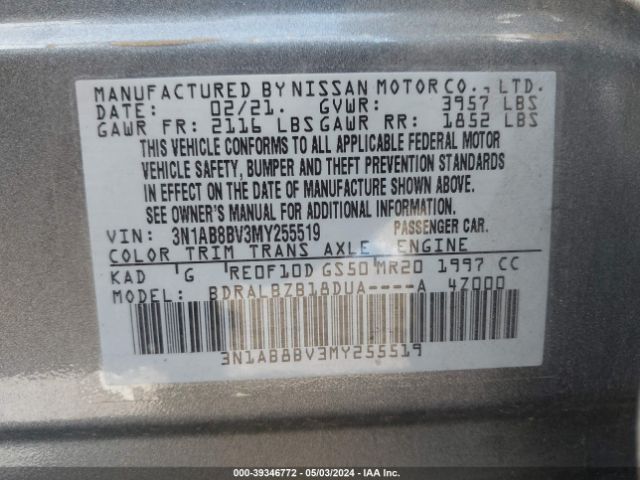 MANUFACTURED BY NISSAN MOTOR CO., LTD.
DATE: 02/21. GVWR: 3957 LBS
GAWR FR: 2116 LBS GAWR RR: 1852 LBS
THIS VEHICLE CONFORMS TO ALL APPLICABLE FEDERAL MOTOR
VEHICLE SAFETY, BUMPER AND THEFT PREVENTION STANDARDS
IN EFFECT ON THE DATE OF MANUFACTURE SHOWN ABOVE.
SEE OWNER'S MANUAL FOR ADDITIONAL INFORMATION.
VIN: 3N1AB8BV3MY255519 PASSENGER CAR.
COLOR TRIM TRANS AXLE ENGINE
KAD G RE0F10D GS50 MR20 1997 CC
MODEL: BDRALBZB18DUA----A 4Z000
3N1AB8BV3MY255519
000-39346772 - 05/03/2024 - IAA Inc.